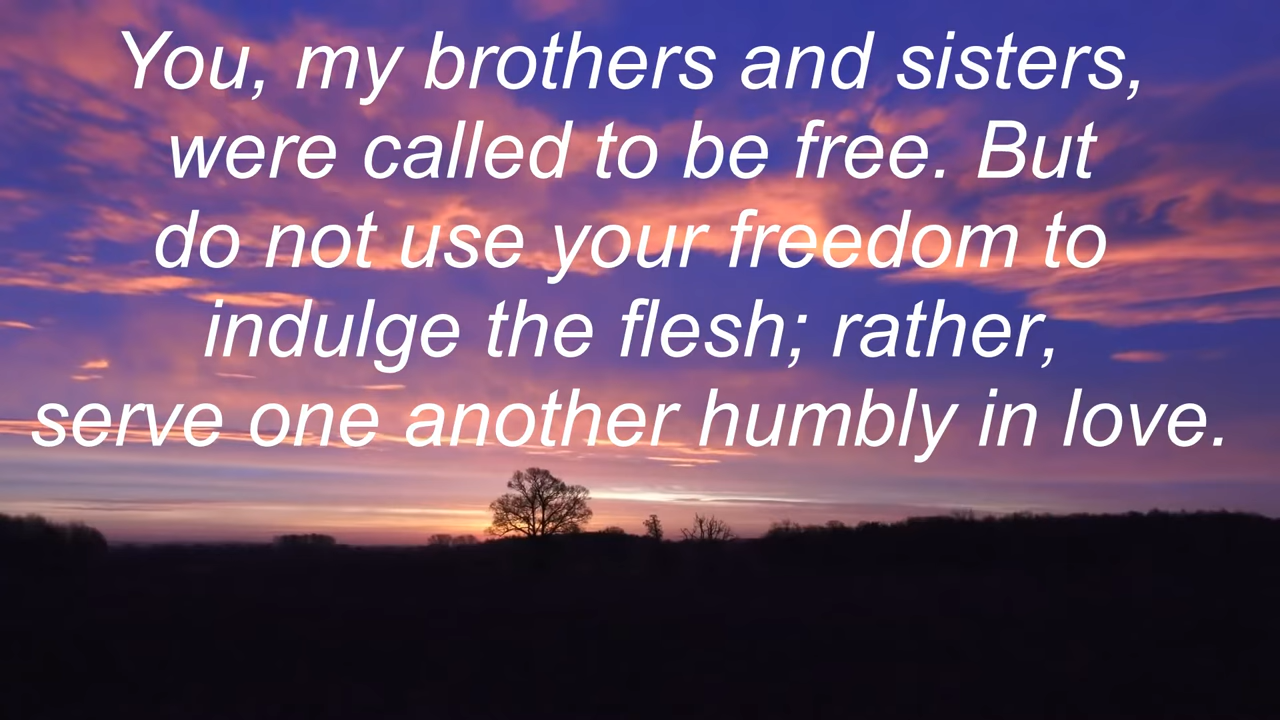 You, my brothers and sisters,
were called to be free. But
do not use your freedom to
indulge the flesh; rather,
serve one another humbly in love.